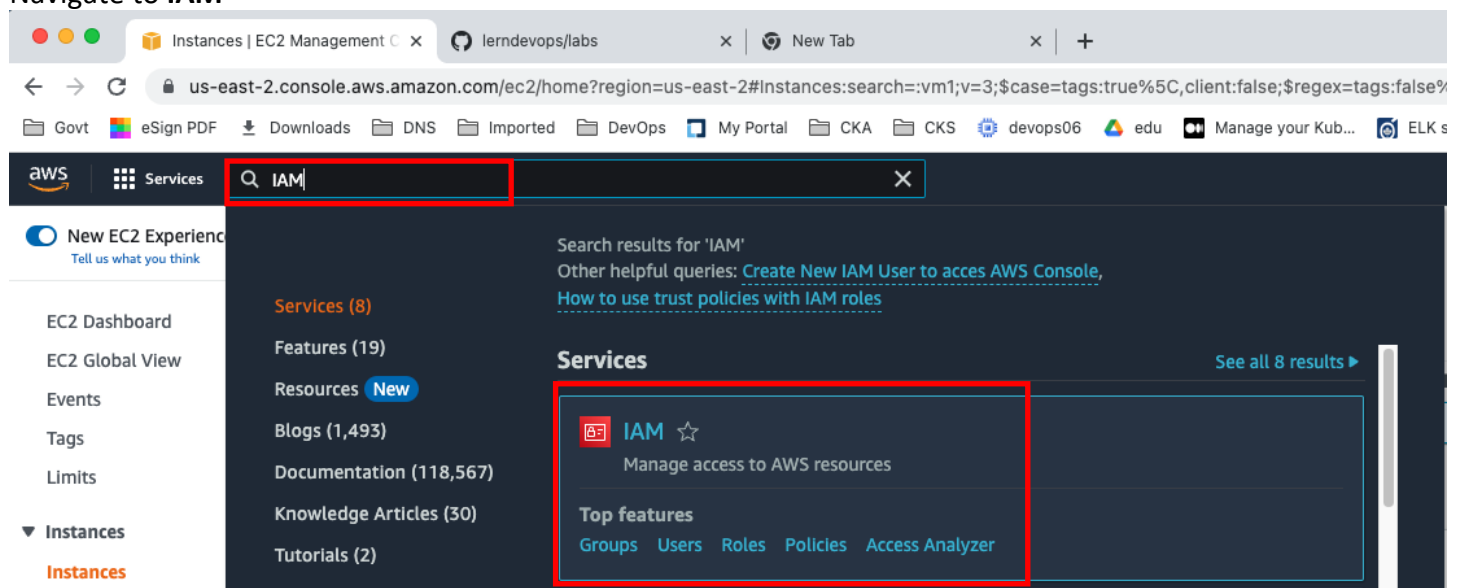 Navigate to IAM
Instances | EC2 Management C
lerndevops/labs
New Tab
us-east-2.console.aws.amazon.com/ec2/home?region=us-east-2#Instances:search=:vm1;v=3;$case=tags:true%5C,client:false;$regex=tags:false%
Govt eSign PDF Downloads DNS Imported DevOps My Portal CKA CKS devops06 edu Manage your Kub... ELK s
aws Services IAM
New EC2 Experienc
Tell us what you think
EC2 Dashboard
EC2 Global View
Events
Tags
Limits
Instances
Instances
Services (8)
Features (19)
Resources New
Blogs (1,493)
Documentation (118,567)
Knowledge Articles (30)
Tutorials (2)
Search results for 'IAM'
Other helpful queries: Create New IAM User to acces AWS Console,
How to use trust policies with IAM roles
Services See all 8 results
IAM
Manage access to AWS resources
Top features
Groups Users Roles Policies Access Analyzer